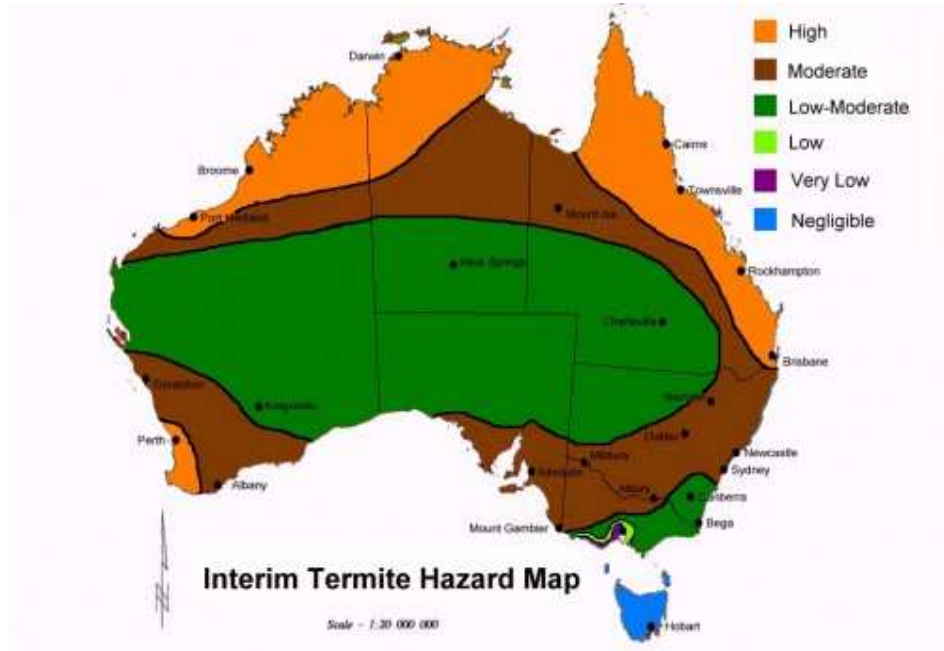 High
Moderate
Low-Moderate
Low
Very Low
Negligible
Darwin
Cairns
Broome
Townsville
Port Hedland
Mount Isa
Alice Springs
Rockhampton
Charleville
Brisbane
Geraldton
Kalgoorlie
Perth
Dubbo
Newcastle
Mildura
Sydney
Adelaide
Albany
Albury
Canberra
Mount Gambier
Bega
Interim Termite Hazard Map
Scale - 1:30 000 000
Hobart